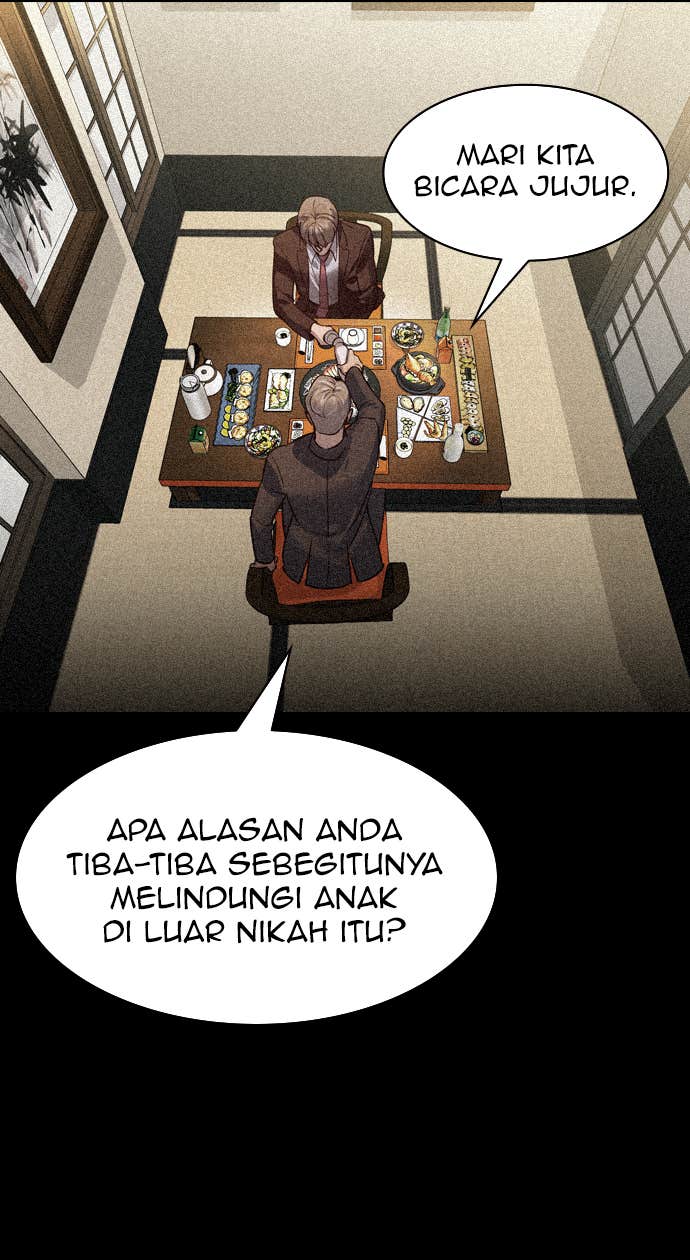 MARI KITA
BICARA JUJUR.
APA ALASAN ANDA
TIBA-TIBA SEBEGITUNYA
MELINDUNGI ANAK
DI LUAR NIKAH ITU?